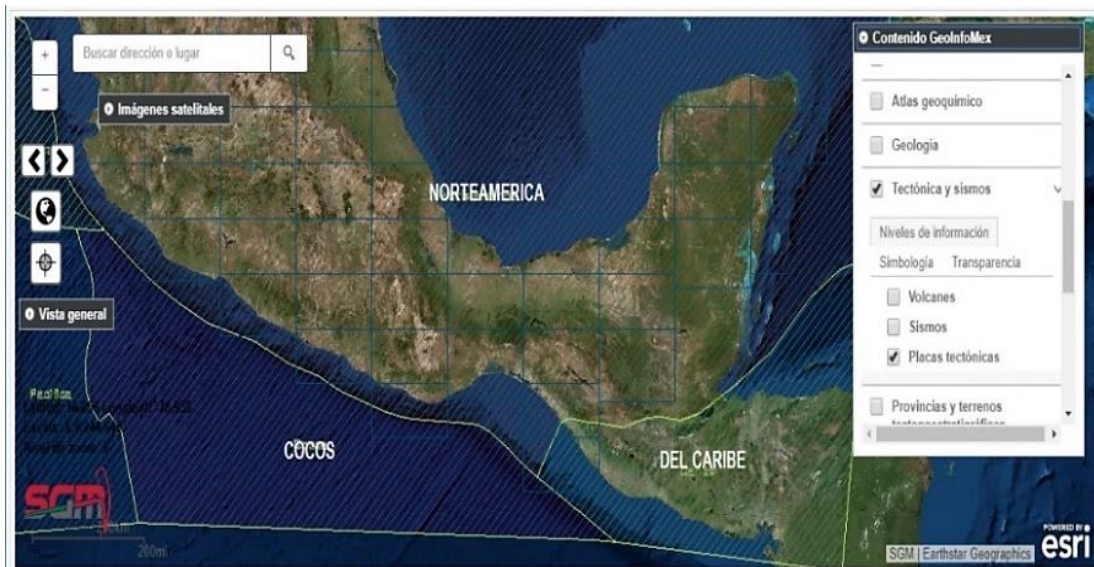 +
Buscar dirección o lugar
−
Imágenes satelitales
Vista general
NORTEAMERICA
COCOS
DEL CARIBE
SGM
200mi
Contenido GeoInfoMex
Atlas geoquímico
Geología
Tectónica y sismos
Niveles de información
Simbología Transparencia
Volcanes
Sismos
Placas tectónicas
Provincias y terrenos
SGM | Earthstar Geographics
POWERED BY
esri